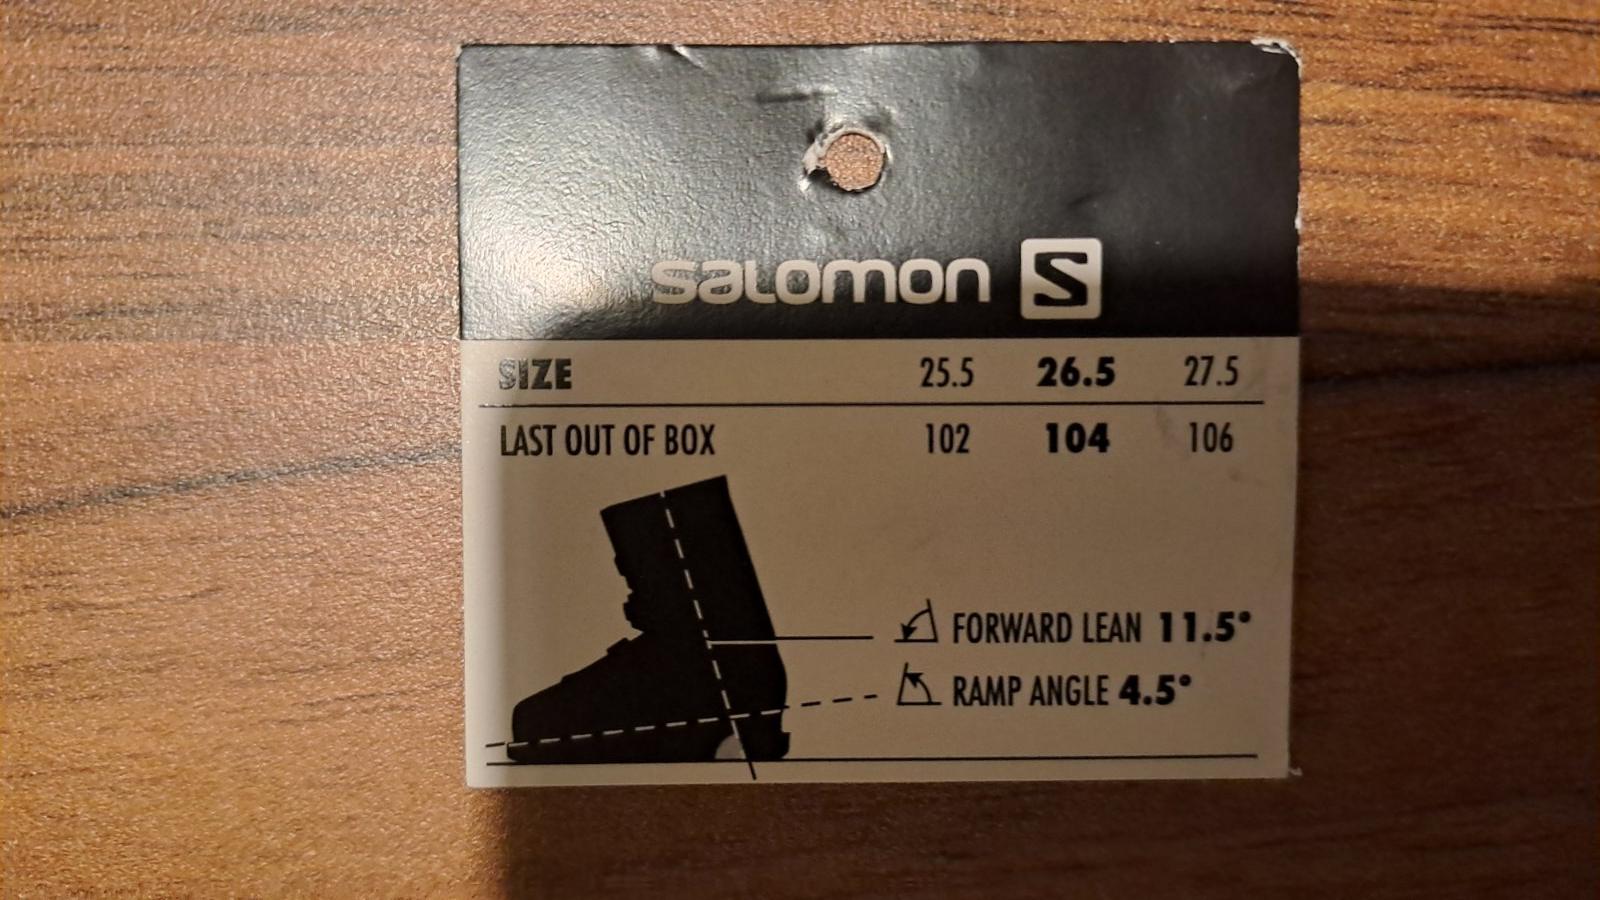 salomon S
SIZE 25.5 26.5 27.5
LAST OUT OF BOX 102 104 106
FORWARD LEAN 11.5°
RAMP ANGLE 4.5°